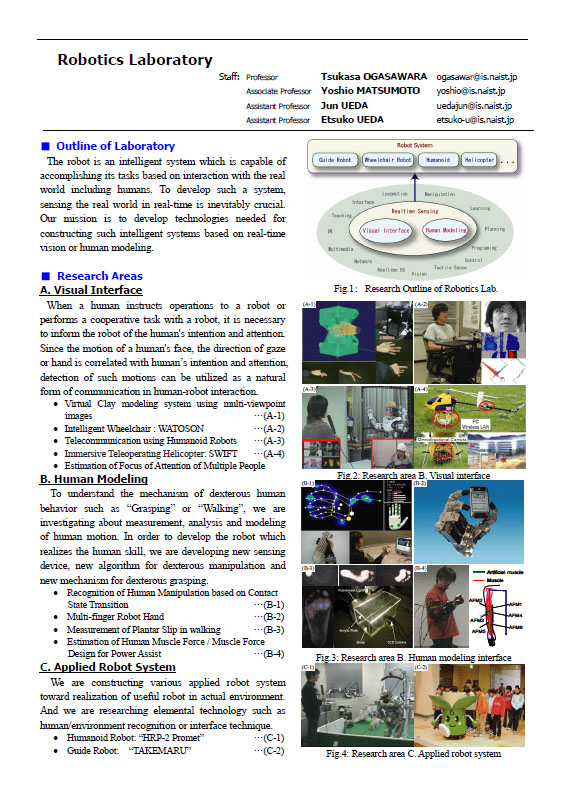 Robotics Laboratory
Staff: Professor Tsukasa OGASAWARA ogasawar@is.naist.jp
Associate Professor Yoshio MATSUMOTO yoshio@is.naist.jp
Assistant Professor Jun UEDA uedajun@is.naist.jp
Assistant Professor Etsuko UEDA etsuko-u@is.naist.jp
■ Outline of Laboratory
The robot is an intelligent system which is capable of
accomplishing its tasks based on interaction with the real
world including humans. To develop such a system,
sensing the real world in real-time is inevitably crucial.
Our mission is to develop technologies needed for
constructing such intelligent systems based on real-time
vision or human modeling.
■ Research Areas
A. Visual Interface
When a human instructs operations to a robot or
performs a cooperative task with a robot, it is necessary
to inform the robot of the human's intention and attention.
Since the motion of a human's face, the direction of gaze
or hand is correlated with human's intention and attention,
detection of such motions can be utilized as a natural
form of communication in human-robot interaction.
• Virtual Clay modeling system using multi-viewpoint
images …(A-1)
• Intelligent Wheelchair : WATOSON …(A-2)
• Telecommunication using Humanoid Robots …(A-3)
• Immersive Teleoperating Helicopter: SWIFT …(A-4)
• Estimation of Focus of Attention of Multiple People
B. Human Modeling
To understand the mechanism of dexterous human
behavior such as “Grasping” or “Walking”, we are
investigating about measurement, analysis and modeling
of human motion. In order to develop the robot which
realizes the human skill, we are developing new sensing
device, new algorithm for dexterous manipulation and
new mechanism for dexterous grasping.
• Recognition of Human Manipulation based on Contact
State Transition …(B-1)
• Multi-finger Robot Hand …(B-2)
• Measurement of Plantar Slip in walking …(B-3)
• Estimation of Human Muscle Force / Muscle Force
Design for Power Assist …(B-4)
C. Applied Robot System
We are constructing various applied robot system
toward realization of useful robot in actual environment.
And we are researching elemental technology such as
human/environment recognition or interface technique.
• Humanoid Robot: “HRP-2 Promet” …(C-1)
• Guide Robot: “TAKEMARU” …(C-2)
Robot System
Guide Robot Wheelchair Robot Humanoid Helicopter ...
Locomotion Manipulation
Interface Learning
Realtime Sensing
Teaching
VR Visual Interface Human Modeling Planning
Multimedia Programing
Network Control
Realtime OS Vision Tactile Sense
Fig.1: Research Outline of Robotics Lab.
(A-1) (A-2)
(A-3) (A-4)
PC
Wireless LAN
Omnidirectional Camera
Fig.2: Research area B. Visual interface
(B-1) (B-2)
(B-3) (B-4)
Acrylic Plate
Mirror
CCD Camera
Artificial muscle
Muscle
AFM2
AFM1
AFM4
AFM3
AFM5
Fig.3: Research area B. Human modeling interface
(C-1) (C-2)
Fig.4: Research area C. Applied robot system